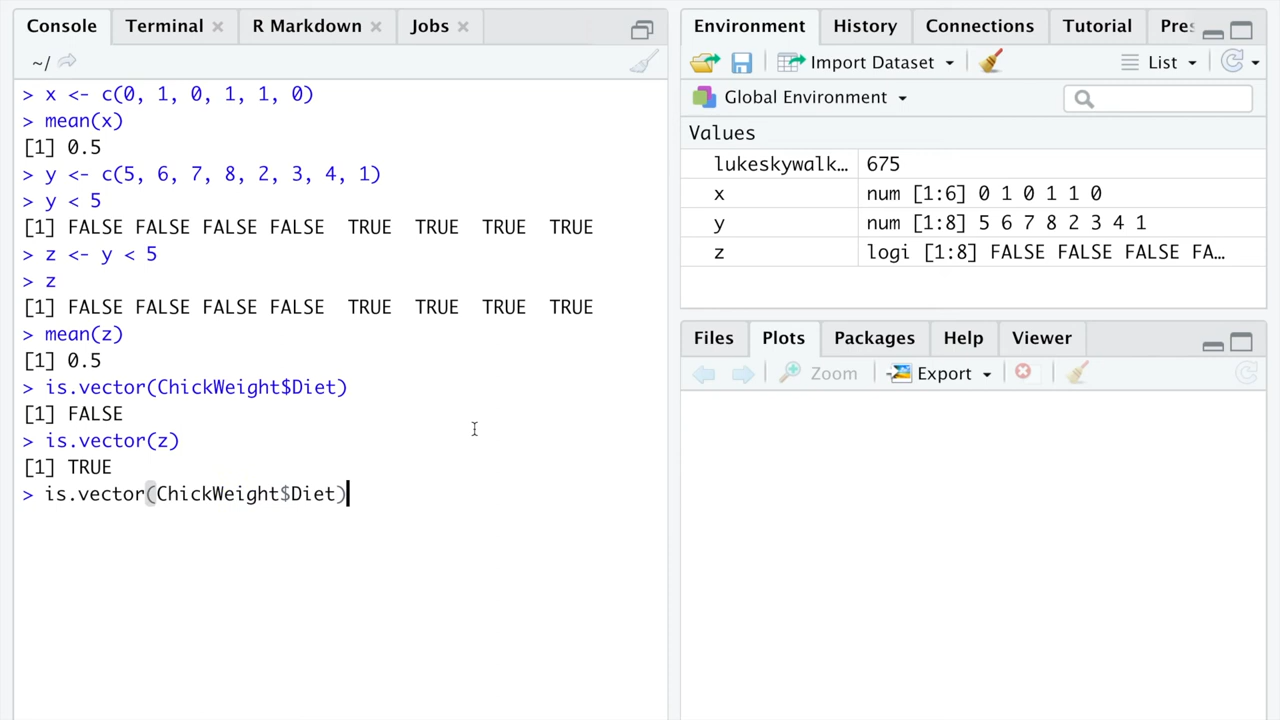 Console Terminal × R Markdown × Jobs ×
~/
> x <- c(0, 1, 0, 1, 1, 0)
> mean(x)
[1] 0.5
> y <- c(5, 6, 7, 8, 2, 3, 4, 1)
> y < 5
[1] FALSE FALSE FALSE FALSE  TRUE  TRUE  TRUE  TRUE
> z <- y < 5
> z
[1] FALSE FALSE FALSE FALSE  TRUE  TRUE  TRUE  TRUE
> mean(z)
[1] 0.5
> is.vector(ChickWeight$Diet)
[1] FALSE
> is.vector(z)
[1] TRUE
> is.vector(ChickWeight$Diet)
Environment History Connections Tutorial Pres
Import Dataset List
Global Environment
Values
lukeskywalk… 675
x num [1:6] 0 1 0 1 1 0
y num [1:8] 5 6 7 8 2 3 4 1
z logi [1:8] FALSE FALSE FALSE FA…
Files Plots Packages Help Viewer
Zoom Export